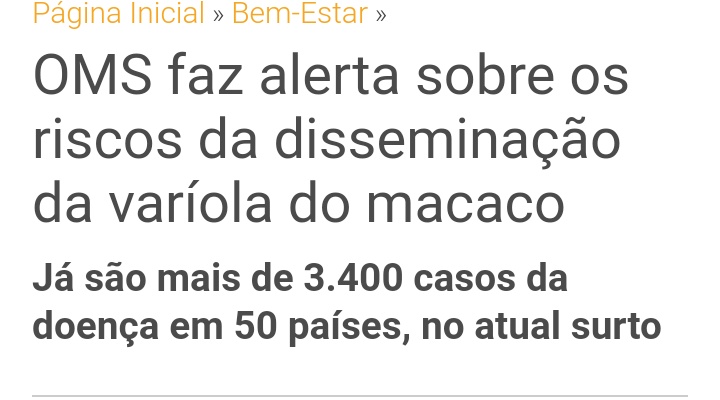 Página Inicial » Bem-Estar »
OMS faz alerta sobre os
riscos da disseminação
da varíola do macaco
Já são mais de 3.400 casos da
doença em 50 países, no atual surto